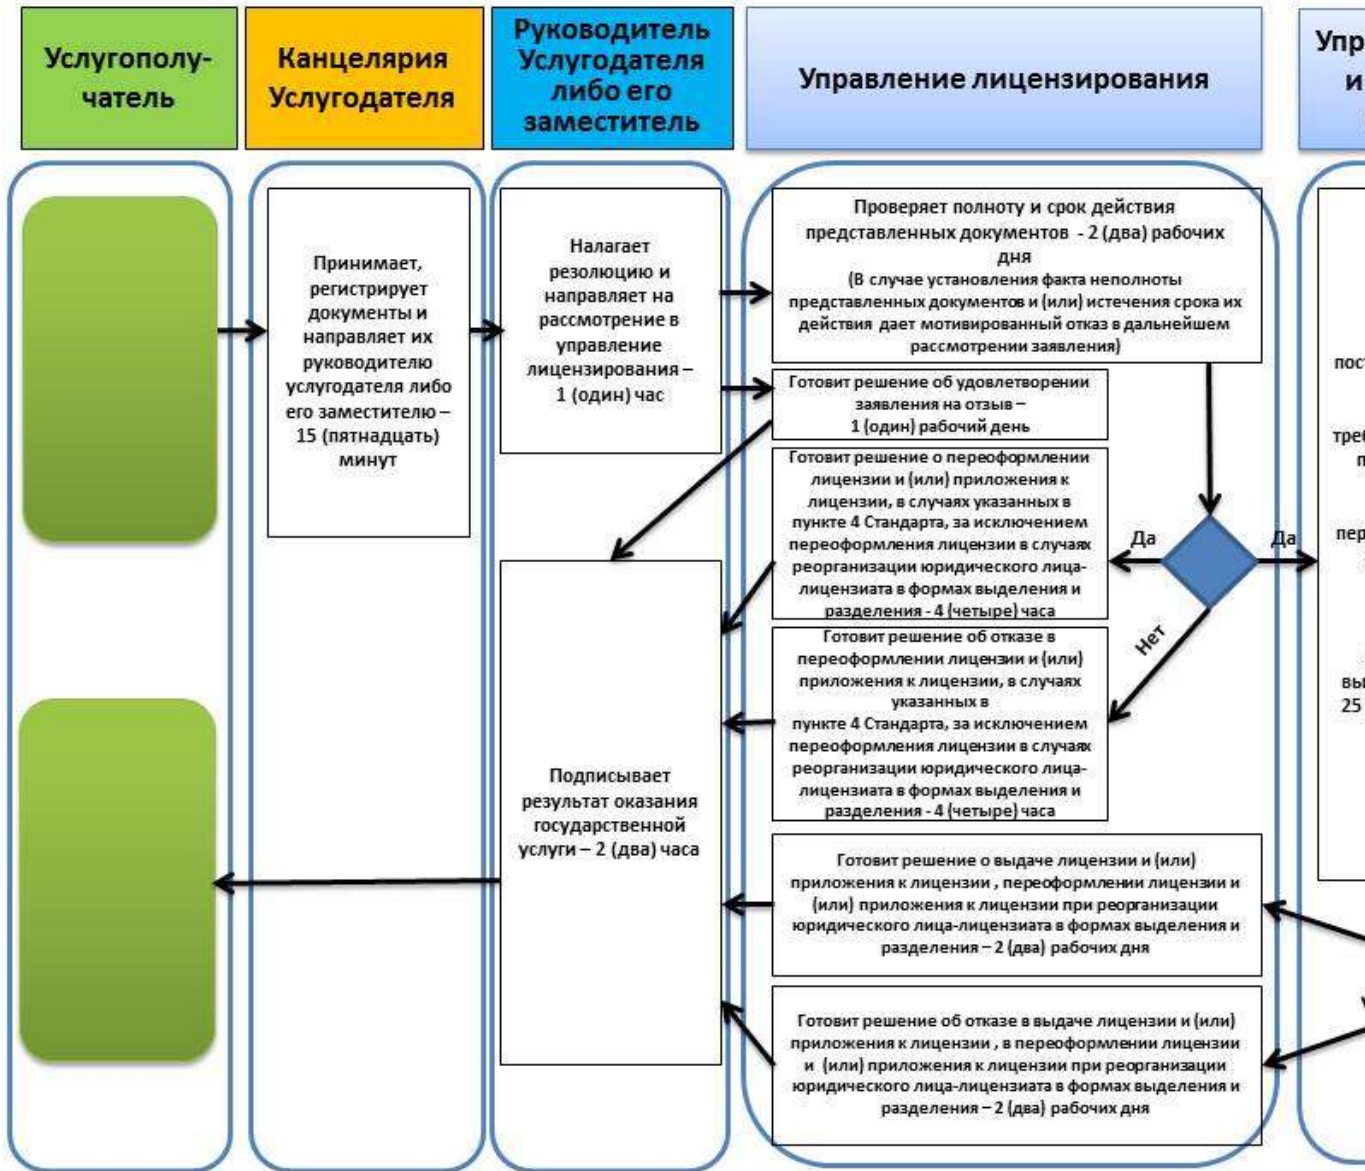 Услугополу-
чатель
Канцелярия
Услугодателя
Руководитель
Услугодателя
либо его
заместитель
Управление лицензирования
Принимает,
регистрирует
документы и
направляет их
руководителю
услугодателя либо
его заместителю –
15 (пятнадцать)
минут
Налагает
резолюцию и
направляет на
рассмотрение в
управление
лицензирования –
1 (один) час
Подписывает
результат оказания
государственной
услуги – 2 (два) часа
Проверяет полноту и срок действия
представленных документов - 2 (два) рабочих
дня
(В случае установления факта неполноты
представленных документов и (или) истечения срока их
действия дает мотивированный отказ в дальнейшем
рассмотрении заявления)
Готовит решение об удовлетворении
заявления на отзыв –
1 (один) рабочий день
Готовит решение о переоформлении
лицензии и (или) приложения к
лицензии, в случаях указанных в
пункте 4 Стандарта, за исключением
переоформления лицензии в случаях
реорганизации юридического лица-
лицензиата в формах выделения и
разделения - 4 (четыре) часа
Да
Да
Нет
Готовит решение об отказе в
переоформлении лицензии и (или)
приложения к лицензии, в случаях
указанных в
пункте 4 Стандарта, за исключением
переоформления лицензии в случаях
реорганизации юридического лица-
лицензиата в формах выделения и
разделения - 4 (четыре) часа
Готовит решение о выдаче лицензии и (или)
приложения к лицензии , переоформлении лицензии и
(или) приложения к лицензии при реорганизации
юридического лица-лицензиата в формах выделения и
разделения – 2 (два) рабочих дня
Готовит решение об отказе в выдаче лицензии и (или)
приложения к лицензии , в переоформлении лицензии
и (или) приложения к лицензии при реорганизации
юридического лица-лицензиата в формах выделения и
разделения – 2 (два) рабочих дня
Упр
и
пост
треб
п
пер
вы
25